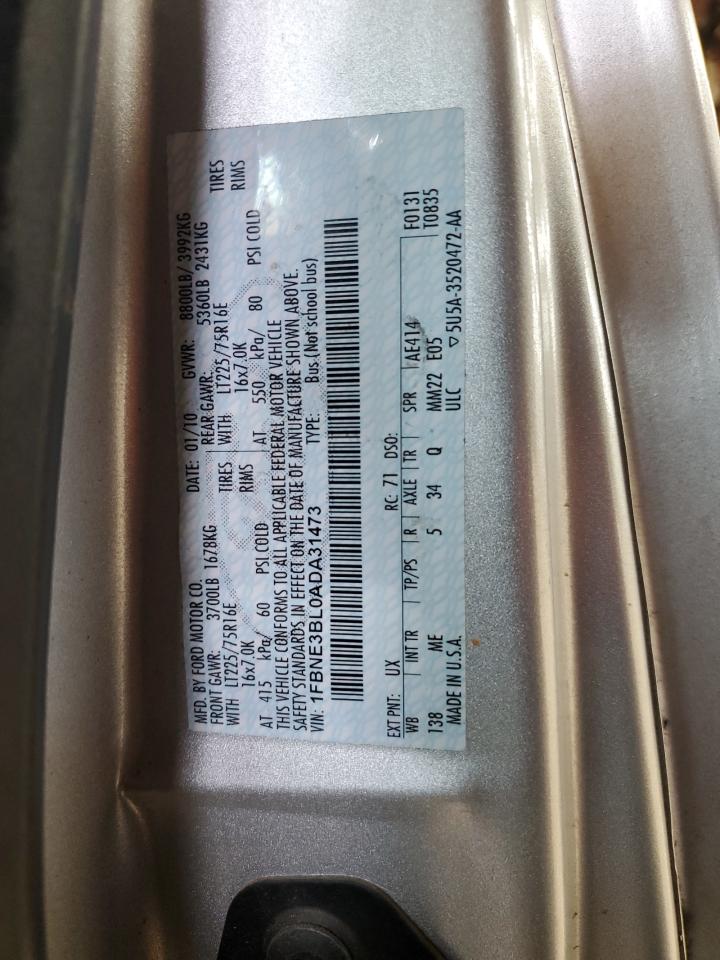 MFD. BY FORD MOTOR CO. DATE: 01/10 GVWR: 8800LB/ 3992KG
FRONT GAWR: 3700LB 1678KG REAR GAWR: 5360LB 2431KG
WITH LT225/75R16E TIRES WITH LT225/75R16E TIRES
16x7.0K RIMS 16x7.0K RIMS
AT 415 kPa/ 60 PSI COLD AT 550 kPa/ 80 PSI COLD
THIS VEHICLE CONFORMS TO ALL APPLICABLE FEDERAL MOTOR VEHICLE
SAFETY STANDARDS IN EFFECT ON THE DATE OF MANUFACTURE SHOWN ABOVE.
VIN: 1FBNE3BL0ADA31473 TYPE: Bus (Not school bus)
EXT PNT: UX RC: 71 DSO: F0131
WB INT TR TP/PS R AXLE TR SPR AE414 T0835
138 ME 5 34 Q MM22 E05
MADE IN U.S.A. ULC ▽5U5A-3520472-AA